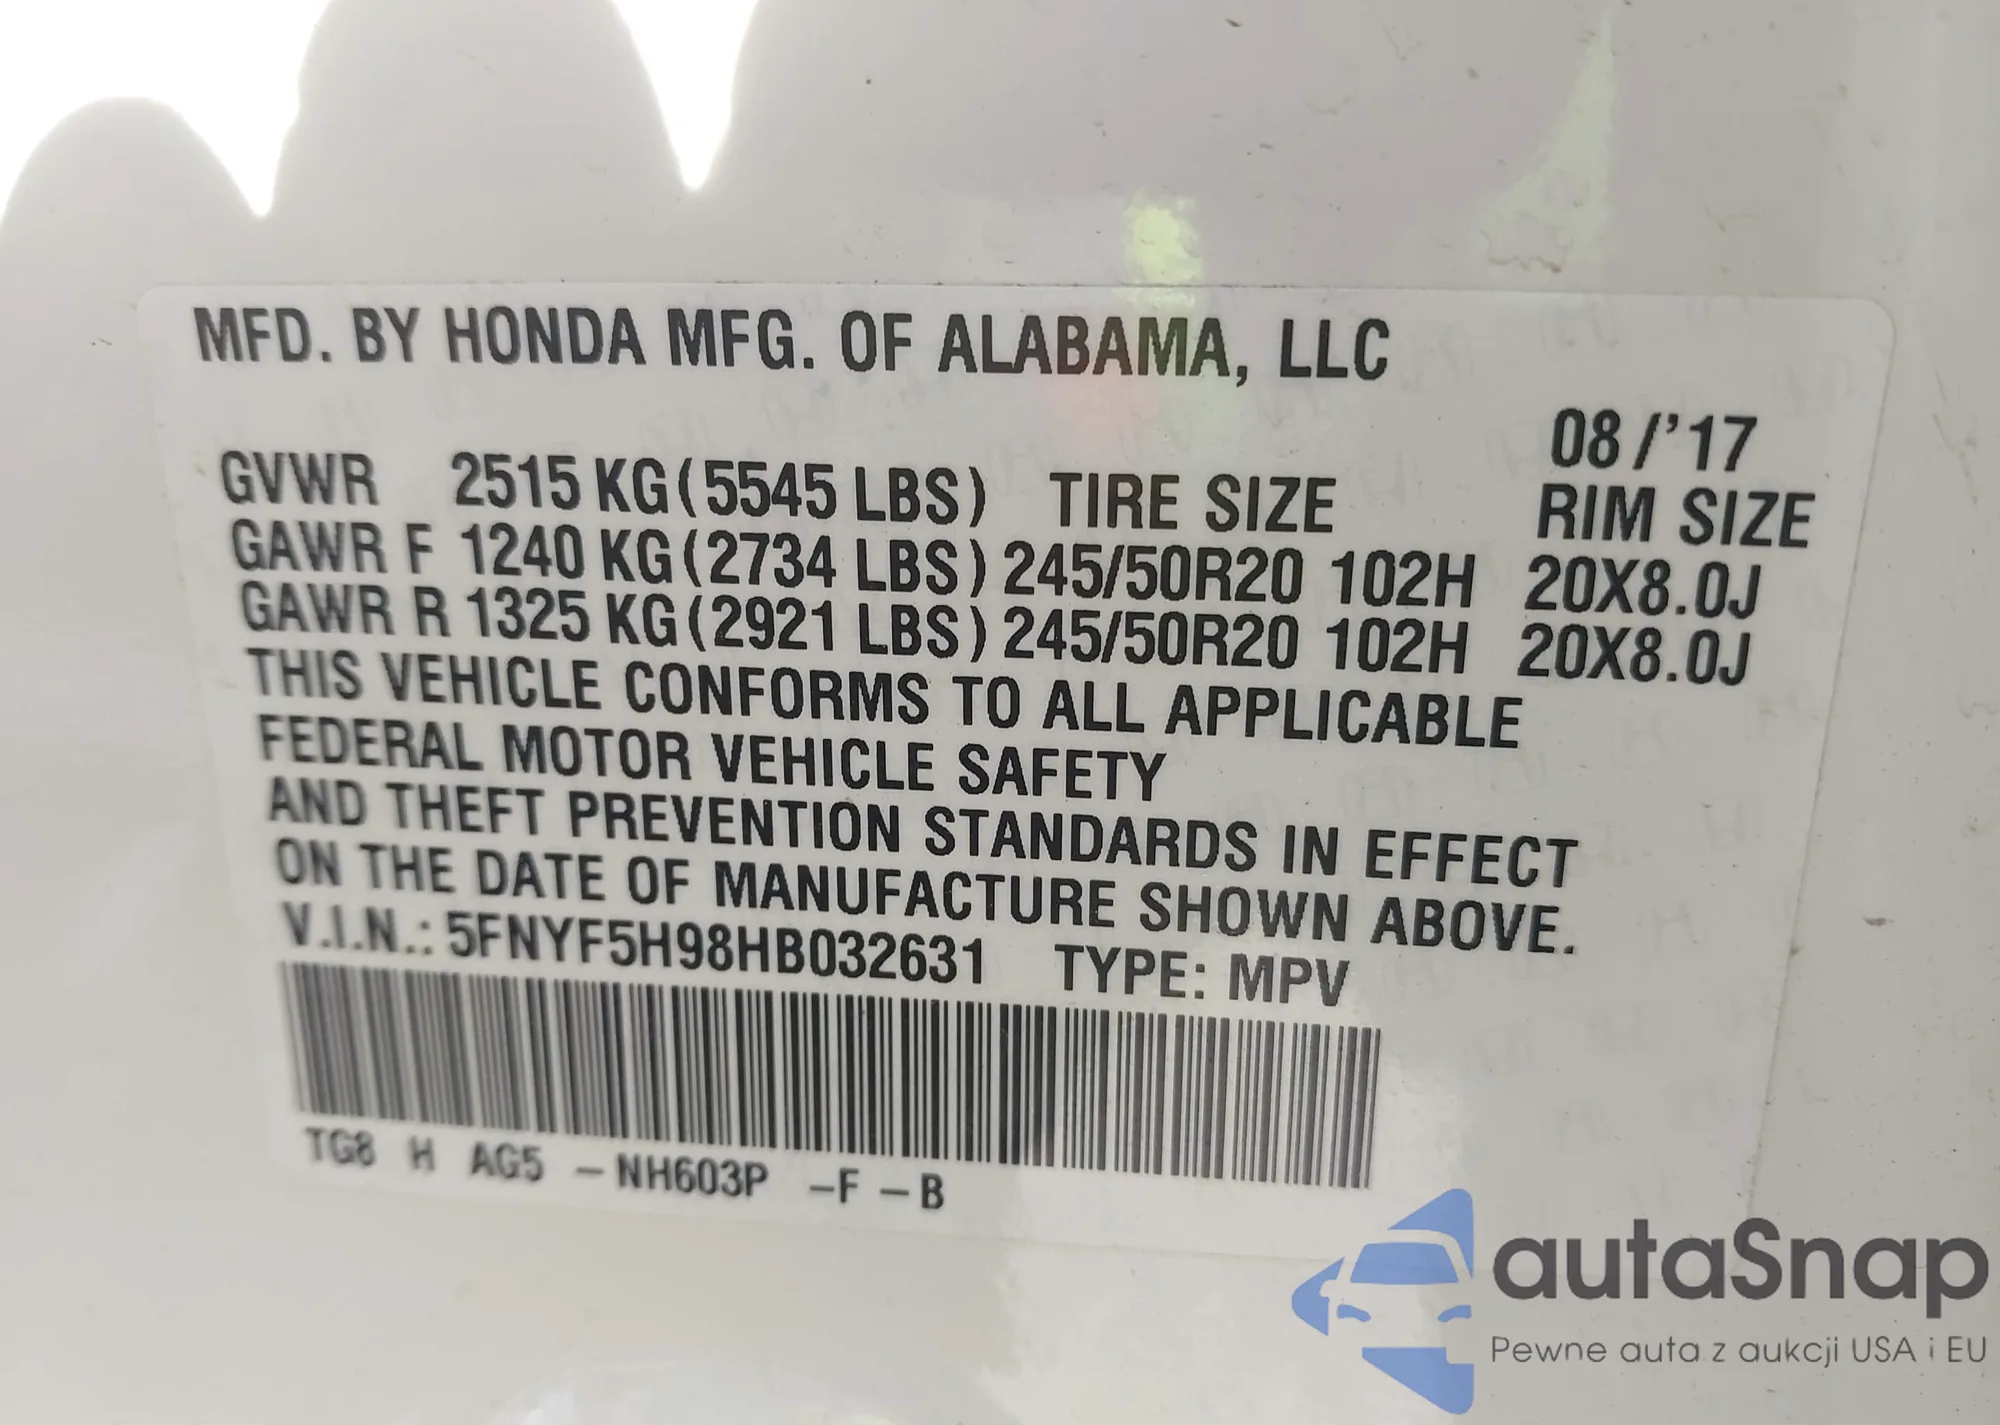 MFD. BY HONDA MFG. OF ALABAMA, LLC
08/'17
GVWR 2515 KG (5545 LBS) TIRE SIZE RIM SIZE
GAWR F 1240 KG (2734 LBS) 245/50R20 102H 20X8.0J
GAWR R 1325 KG (2921 LBS) 245/50R20 102H 20X8.0J
THIS VEHICLE CONFORMS TO ALL APPLICABLE
FEDERAL MOTOR VEHICLE SAFETY
AND THEFT PREVENTION STANDARDS IN EFFECT
ON THE DATE OF MANUFACTURE SHOWN ABOVE.
V.I.N.: 5FNYF5H98HB032631 TYPE: MPV
TG8 H AG5 -NH603P -F -B
autaSnap
Pewne auta z aukcji USA i EU